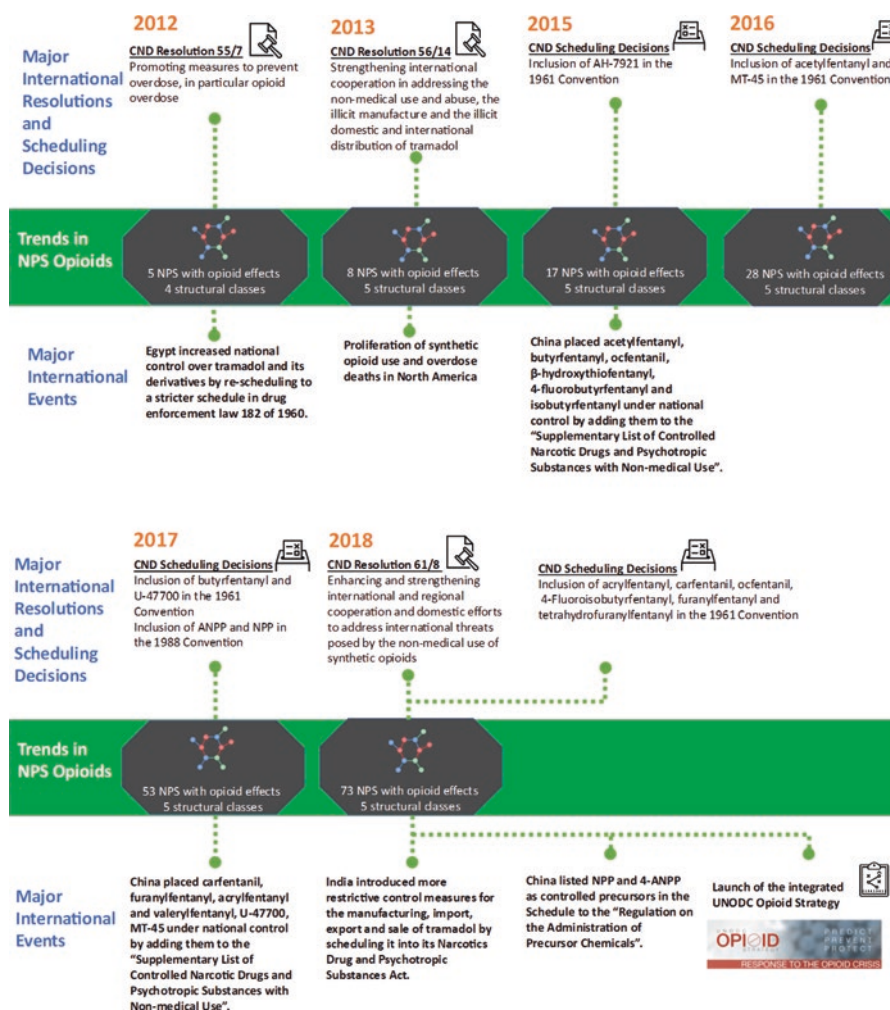 2012
CND Resolution 55/7
Promoting measures to prevent
overdose, in particular opioid
overdose
2013
CND Resolution 56/14
Strengthening international
cooperation in addressing the
non-medical use and abuse, the
illicit manufacture and the illicit
domestic and international
distribution of tramadol
2015
CND Scheduling Decisions
Inclusion of AH-7921 in the
1961 Convention
2016
CND Scheduling Decisions
Inclusion of acetylfentanyl and
MT-45 in the 1961 Convention
Major
International
Resolutions
and
Scheduling
Decisions
Trends in
NPS Opioids
5 NPS with opioid effects
4 structural classes
8 NPS with opioid effects
5 structural classes
17 NPS with opioid effects
5 structural classes
28 NPS with opioid effects
5 structural classes
Major
International
Events
Egypt increased national
control over tramadol and its
derivatives by re-scheduling to
a stricter schedule in drug
enforcement law 182 of 1960.
Proliferation of synthetic
opioid use and overdose
deaths in North America
China placed acetylfentanyl,
butyrfentanyl, ocfentanil,
β-hydroxythiofentanyl,
4-fluorobutyrfentanyl and
isobutyrfentanyl under national
control by adding them to the
“Supplementary List of Controlled
Narcotic Drugs and Psychotropic
Substances with Non-medical Use”.
2017
CND Scheduling Decisions
Inclusion of butyrfentanyl and
U-47700 in the 1961
Convention
Inclusion of ANPP and NPP in
the 1988 Convention
2018
CND Resolution 61/8
Enhancing and strengthening
international and regional
cooperation and domestic efforts
to address international threats
posed by the non-medical use of
synthetic opioids
CND Scheduling Decisions
Inclusion of acrylfentanyl, carfentanil, ocfentanil,
4-Fluoroisobutyrfentanyl, furanylfentanyl and
tetrahydrofuranylfentanyl in the 1961 Convention
Major
International
Resolutions
and
Scheduling
Decisions
Trends in
NPS Opioids
53 NPS with opioid effects
5 structural classes
73 NPS with opioid effects
5 structural classes
Major
International
Events
China placed carfentanil,
furanylfentanyl, acrylfentanyl
and valerylfentanyl, U-47700,
MT-45 under national control
by adding them to the
“Supplementary List of
Controlled Narcotic Drugs and
Psychotropic Substances with
Non-medical Use”.
India introduced more
restrictive control measures for
the manufacturing, import,
export and sale of tramadol by
scheduling it into its Narcotics
Drug and Psychotropic
Substances Act.
China listed NPP and 4-ANPP
as controlled precursors in the
Schedule to the “Regulation on
the Administration of
Precursor Chemicals”.
Launch of the integrated
UNODC Opioid Strategy
OPIOID
PREDICT
PREVENT
PROTECT
RESPONSE TO THE OPIOID CRISIS